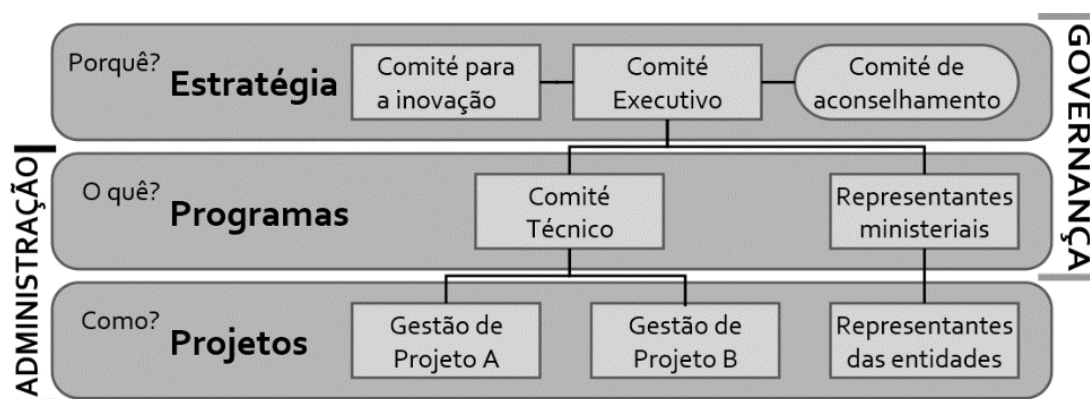 Porquê?
Estratégia
Comité para
a inovação
Comité
Executivo
Comité de
aconselhamento
GOVERNANÇA
ADMINISTRAÇÃO
O quê?
Programas
Comité
Técnico
Representantes
ministeriais
Como?
Projetos
Gestão de
Projeto A
Gestão de
Projeto B
Representantes
das entidades